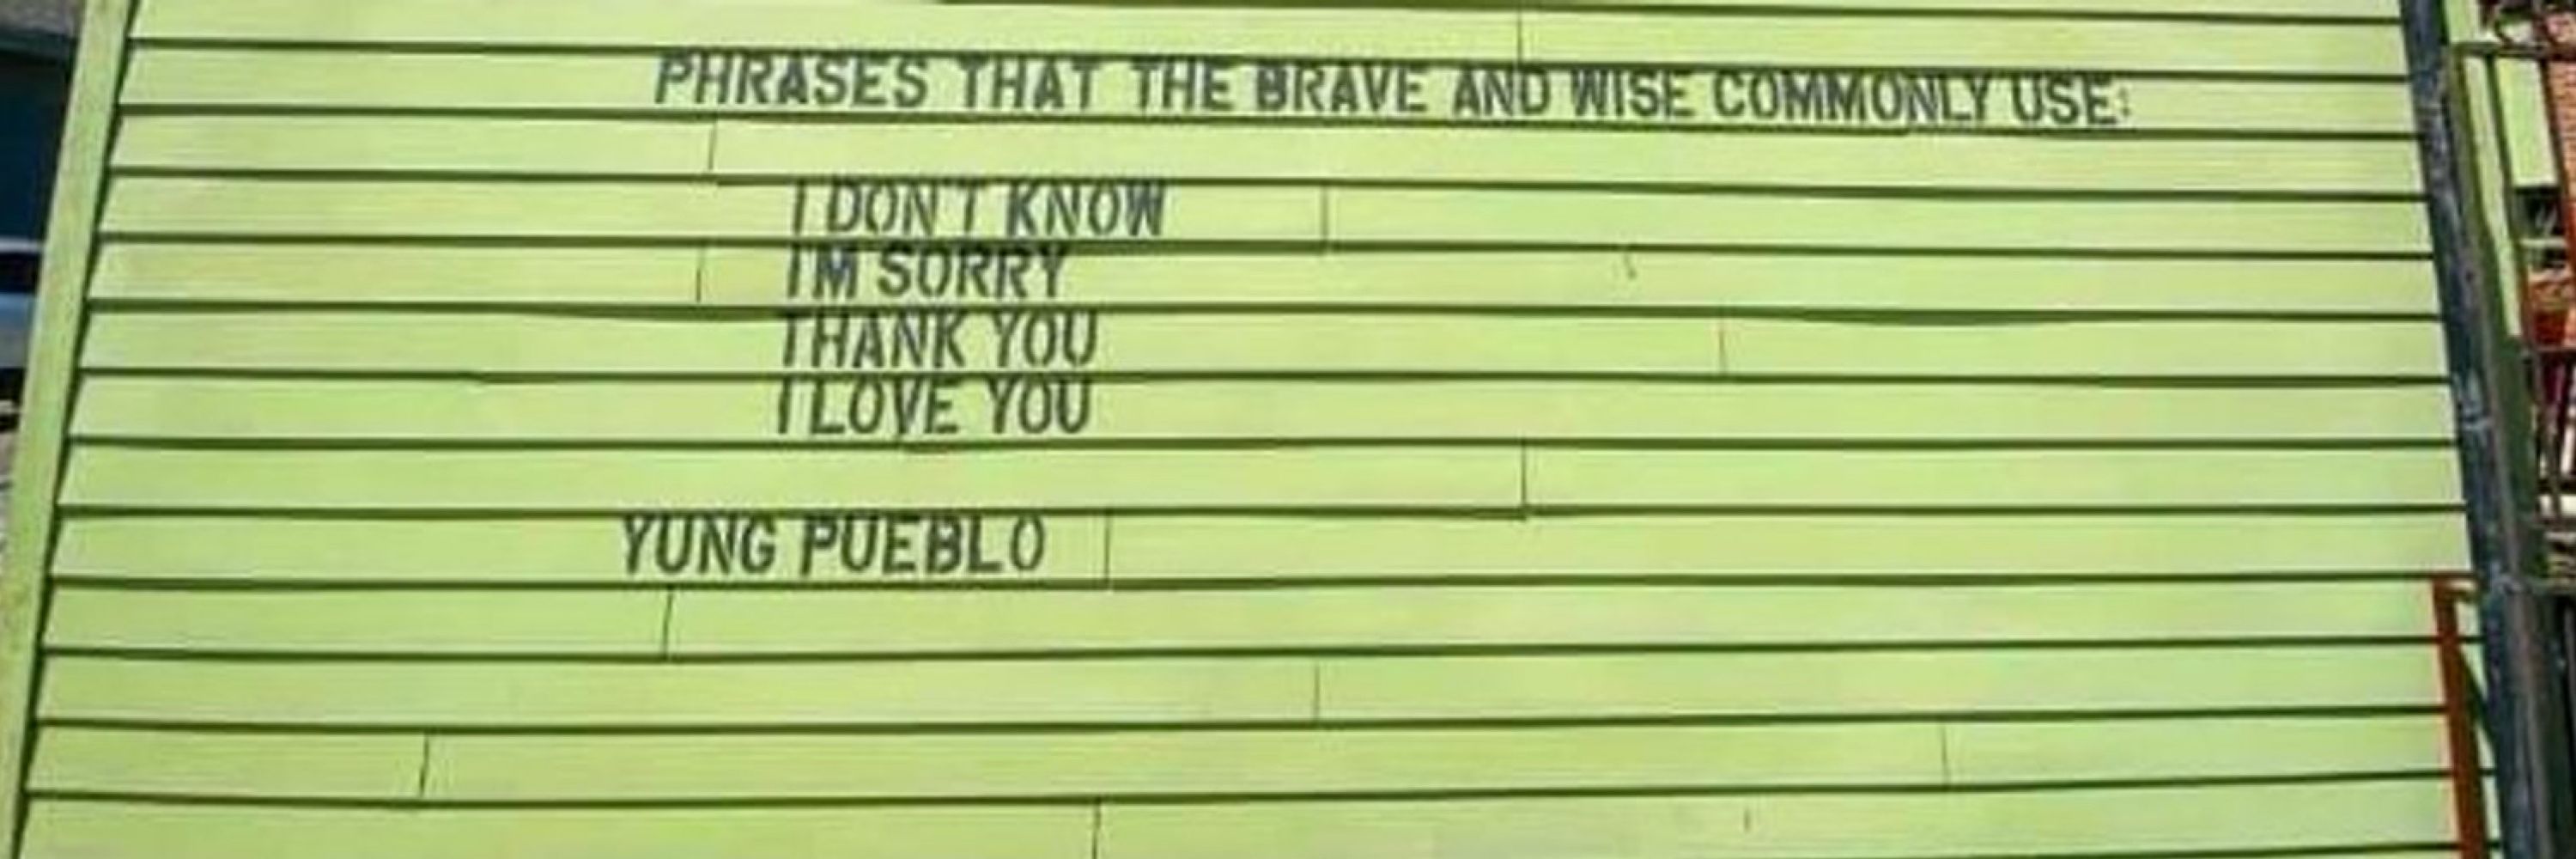 PHRASES THAT THE BRAVE AND WISE COMMONLY USE:
I DON'T KNOW
I'M SORRY
THANK YOU
I LOVE YOU
YUNG PUEBLO